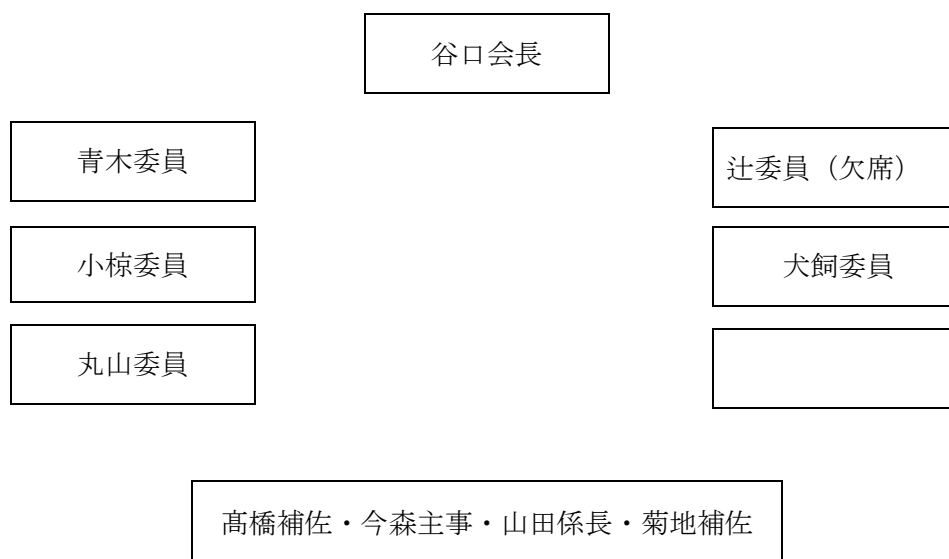 谷口会長
青木委員
辻委員（欠席）
小椋委員
犬飼委員
丸山委員
髙橋補佐・今森主事・山田係長・菊地補佐